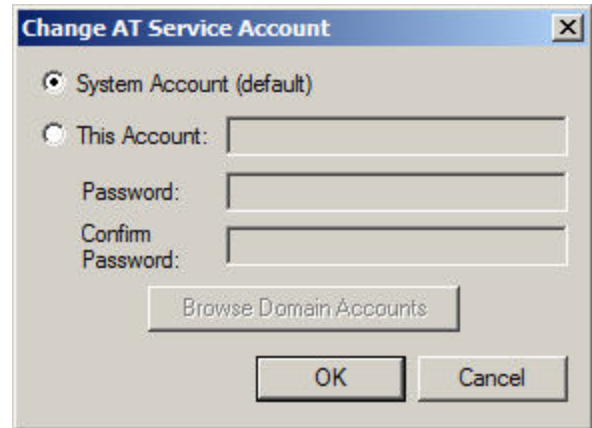 Change AT Service Account
System Account (default)
This Account:
Password:
Confirm
Password:
Browse Domain Accounts
OK Cancel